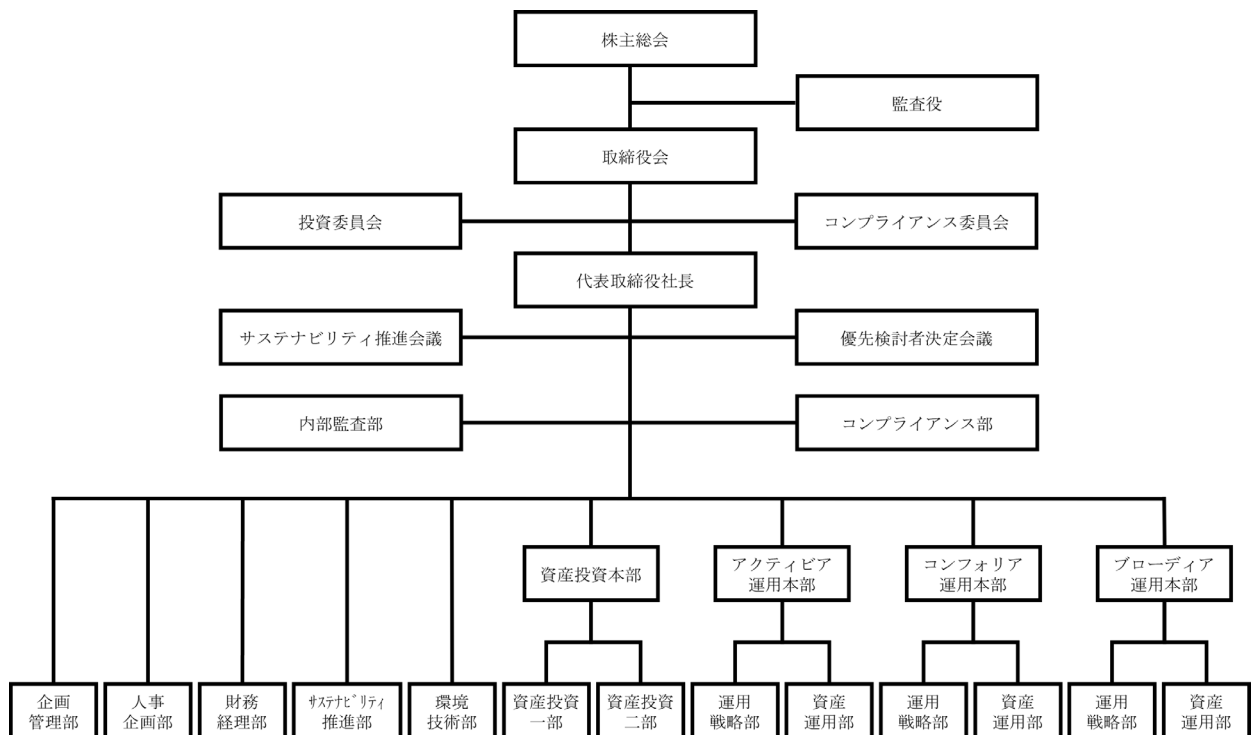 株主総会
監査役
取締役会
投資委員会
コンプライアンス委員会
代表取締役社長
サステナビリティ推進会議
優先検討者決定会議
内部監査部
コンプライアンス部
資産投資本部
アクティビア
運用本部
コンフォリア
運用本部
ブローディア
運用本部
企画
管理部
人事
企画部
財務
経理部
ｻｽﾃﾅﾋﾞﾘﾃｨ
推進部
環境
技術部
資産投資
一部
資産投資
二部
運用
戦略部
資産
運用部
運用
戦略部
資産
運用部
運用
戦略部
資産
運用部